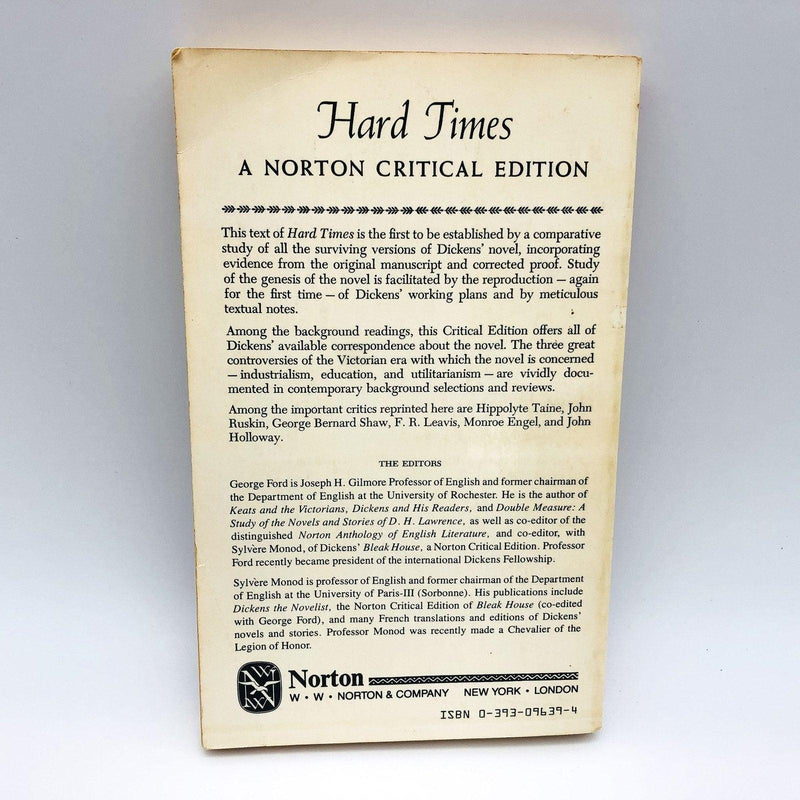 Hard Times
A NORTON CRITICAL EDITION
This text of Hard Times is the first to be established by a comparative
study of all the surviving versions of Dickens' novel, incorporating
evidence from the original manuscript and corrected proof. Study
of the genesis of the novel is facilitated by the reproduction — again
for the first time — of Dickens' working plans and by meticulous
textual notes.
Among the background readings, this Critical Edition offers all of
Dickens' available correspondence about the novel. The three great
controversies of the Victorian era with which the novel is concerned
— industrialism, education, and utilitarianism — are vividly docu-
mented in contemporary background selections and reviews.
Among the important critics reprinted here are Hippolyte Taine, John
Ruskin, George Bernard Shaw, F. R. Leavis, Monroe Engel, and John
Holloway.
THE EDITORS
George Ford is Joseph H. Gilmore Professor of English and former chairman of
the Department of English at the University of Rochester. He is the author of
Keats and the Victorians, Dickens and His Readers, and Double Measure: A
Study of the Novels and Stories of D. H. Lawrence, as well as co-editor of the
distinguished Norton Anthology of English Literature, and co-editor, with
Sylvère Monod, of Dickens' Bleak House, a Norton Critical Edition. Professor
Ford recently became president of the international Dickens Fellowship.
Sylvère Monod is professor of English and former chairman of the Department
of English at the University of Paris-III (Sorbonne). His publications include
Dickens the Novelist, the Norton Critical Edition of Bleak House (co-edited
with George Ford), and many French translations and editions of Dickens'
novels and stories. Professor Monod was recently made a Chevalier of the
Legion of Honor.
Norton
W • W • NORTON & COMPANY NEW YORK • LONDON
ISBN 0-393-09639-4